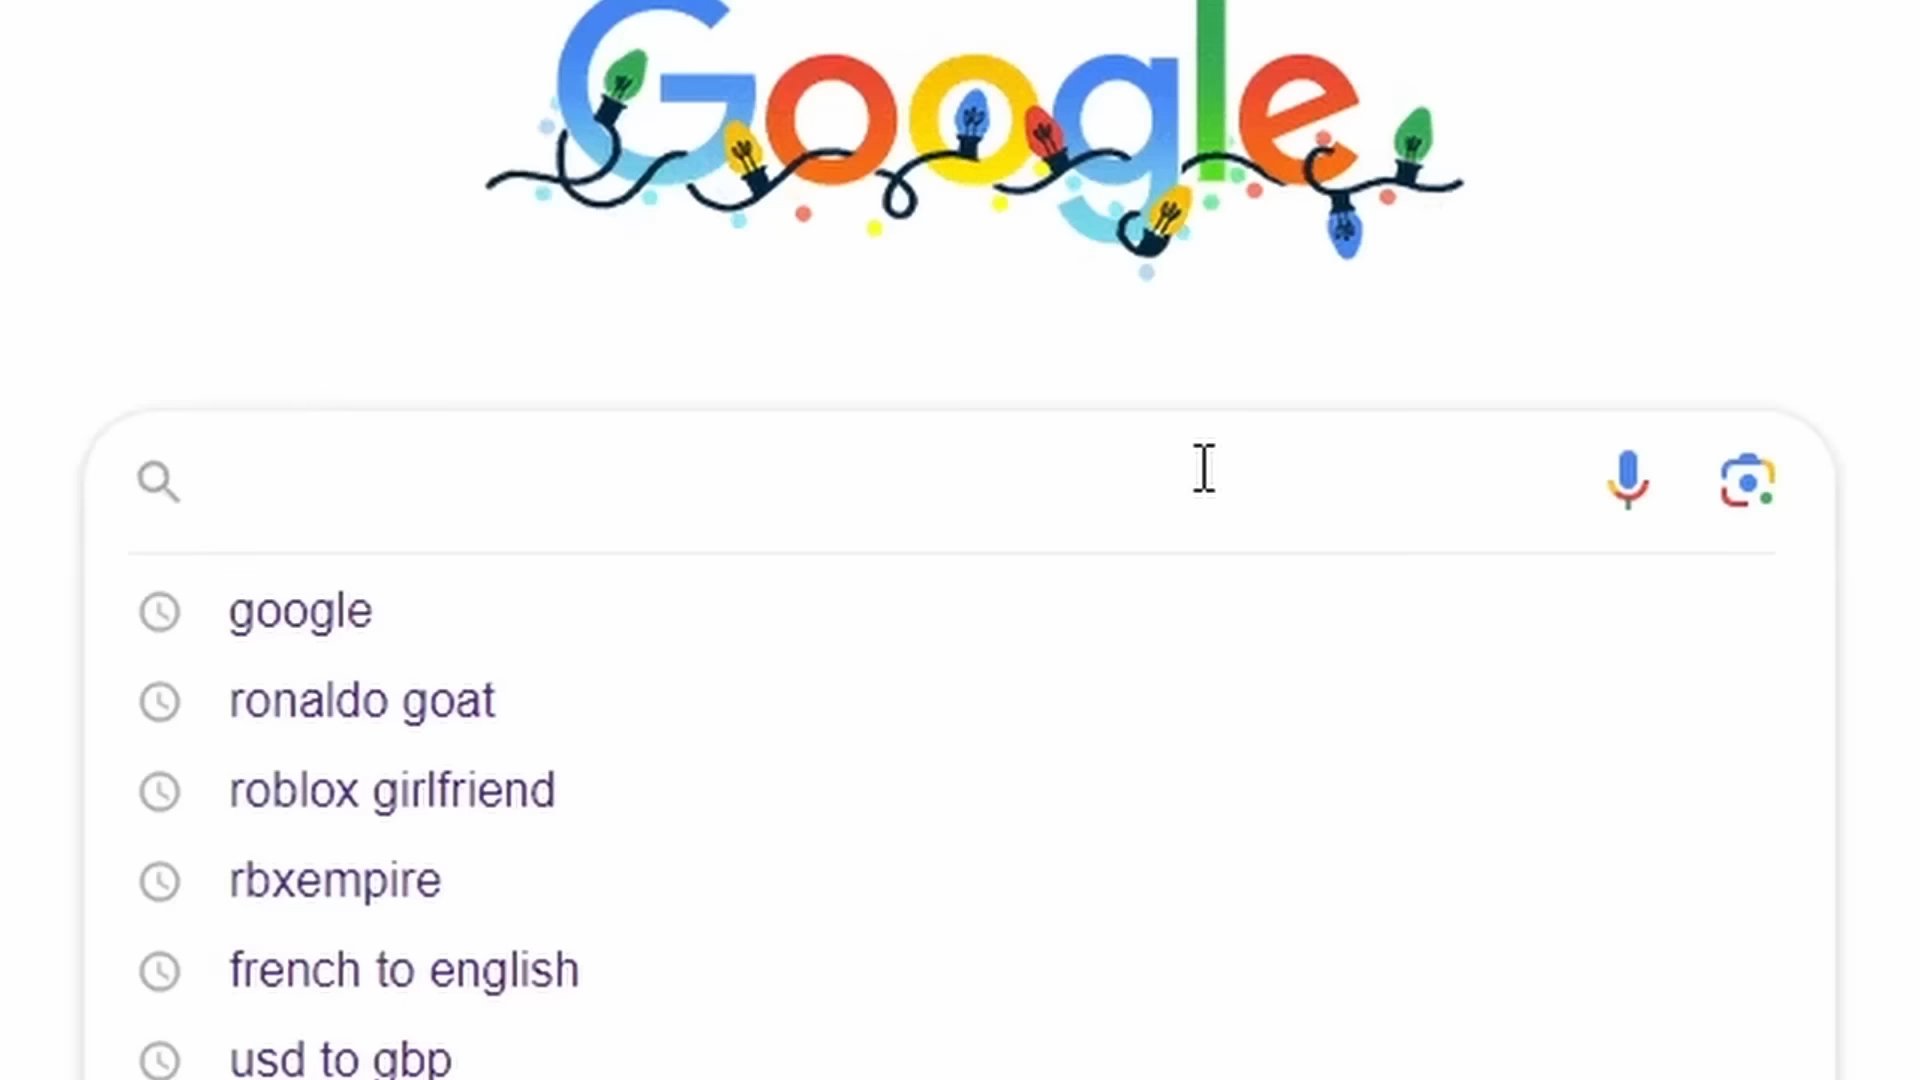 Google
google
ronaldo goat
roblox girlfriend
rbxempire
french to english
usd to gbp